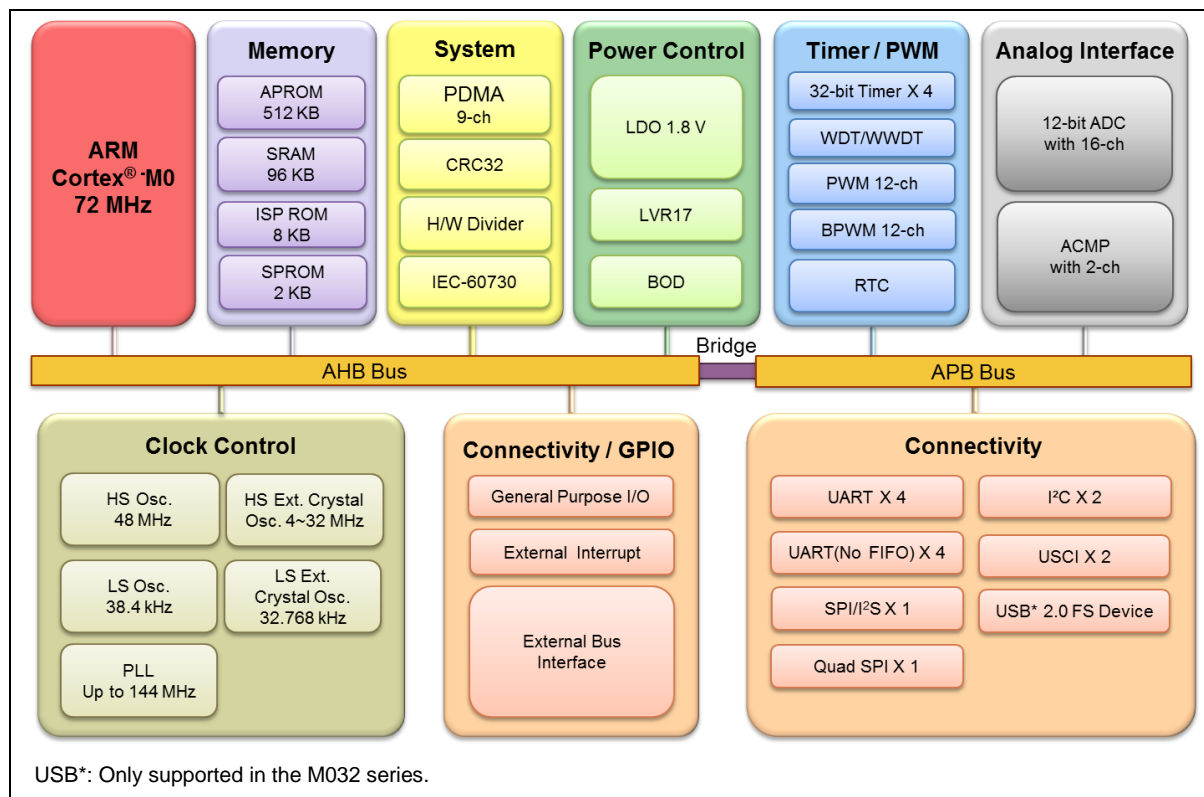 ARM
Cortex®-M0
72 MHz
Memory
APROM
512 KB
SRAM
96 KB
ISP ROM
8 KB
SPROM
2 KB
System
PDMA
9-ch
CRC32
H/W Divider
IEC-60730
Power Control
LDO 1.8 V
LVR17
BOD
Timer / PWM
32-bit Timer X 4
WDT/WWDT
PWM 12-ch
BPWM 12-ch
RTC
Analog Interface
12-bit ADC
with 16-ch
ACMP
with 2-ch
AHB Bus
Bridge
APB Bus
Clock Control
HS Osc.
48 MHz
HS Ext. Crystal
Osc. 4~32 MHz
LS Osc.
38.4 kHz
LS Ext.
Crystal Osc.
32.768 kHz
PLL
Up to 144 MHz
Connectivity / GPIO
General Purpose I/O
External Interrupt
External Bus
Interface
Connectivity
UART X 4
I²C X 2
UART(No FIFO) X 4
USCI X 2
SPI/I²S X 1
USB* 2.0 FS Device
Quad SPI X 1
USB*: Only supported in the M032 series.